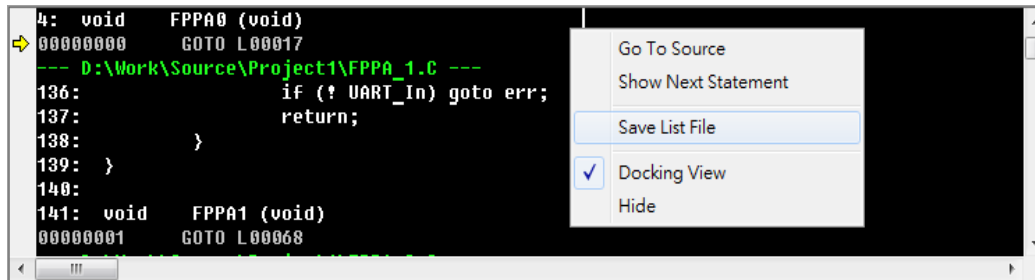 4:  void    FPPA0 (void)
00000000    GOTO L00017
--- D:\Work\Source\Project1\FPPA_1.C ---
136:                if (! UART_In) goto err;
137:                return;
138:        }
139:  }
140:
141:  void    FPPA1 (void)
00000001    GOTO L00068
Go To Source
Show Next Statement
Save List File
Docking View
Hide